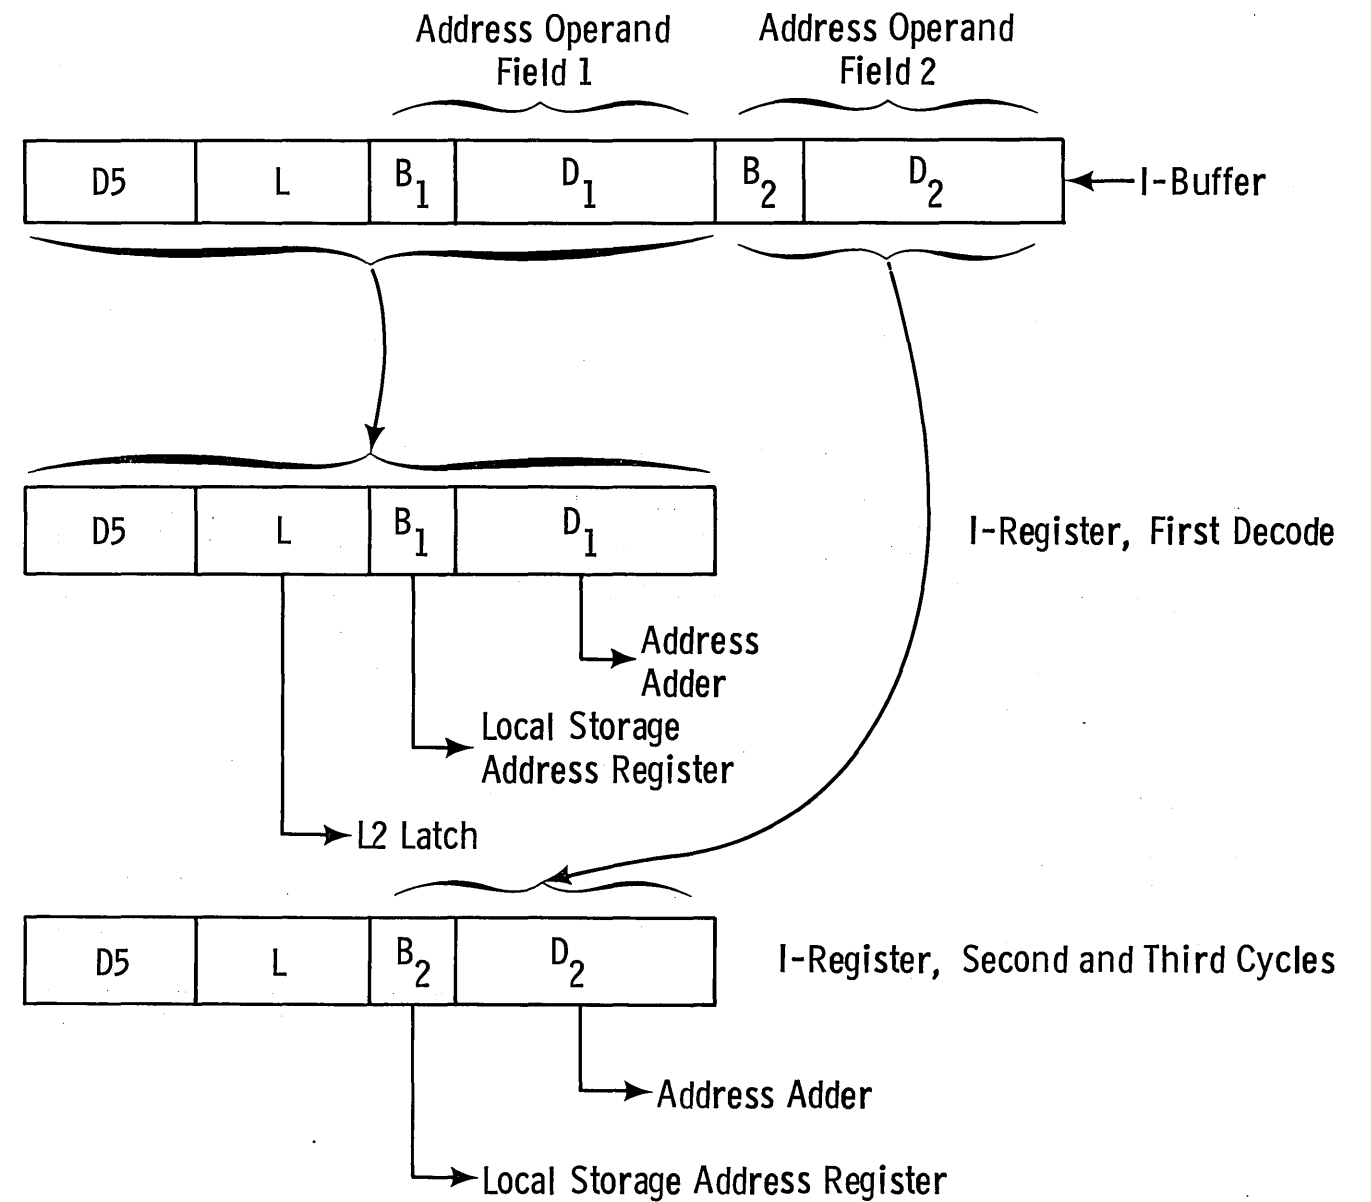 Address Operand
Field 1
Address Operand
Field 2
D5 L B1 D1 B2 D2
I-Buffer
D5 L B1 D1
I-Register, First Decode
Address
Adder
Local Storage
Address Register
L2 Latch
D5 L B2 D2
I-Register, Second and Third Cycles
Address Adder
Local Storage Address Register